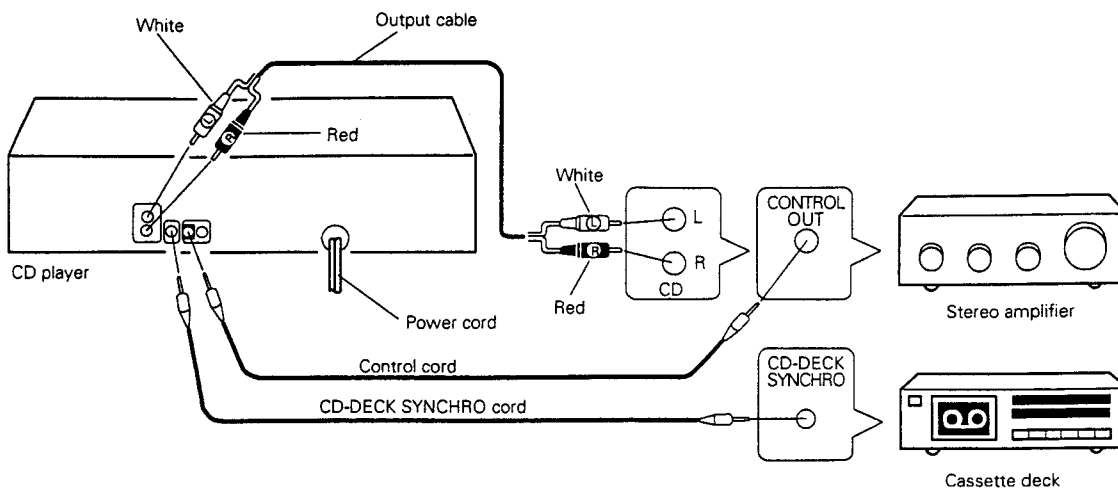 Output cable
White
L
R
Red
White
L
R
Red
L
R
CD
CONTROL
OUT
CD player
Power cord
Stereo amplifier
Control cord
CD-DECK
SYNCHRO
CD-DECK SYNCHRO cord
Cassette deck